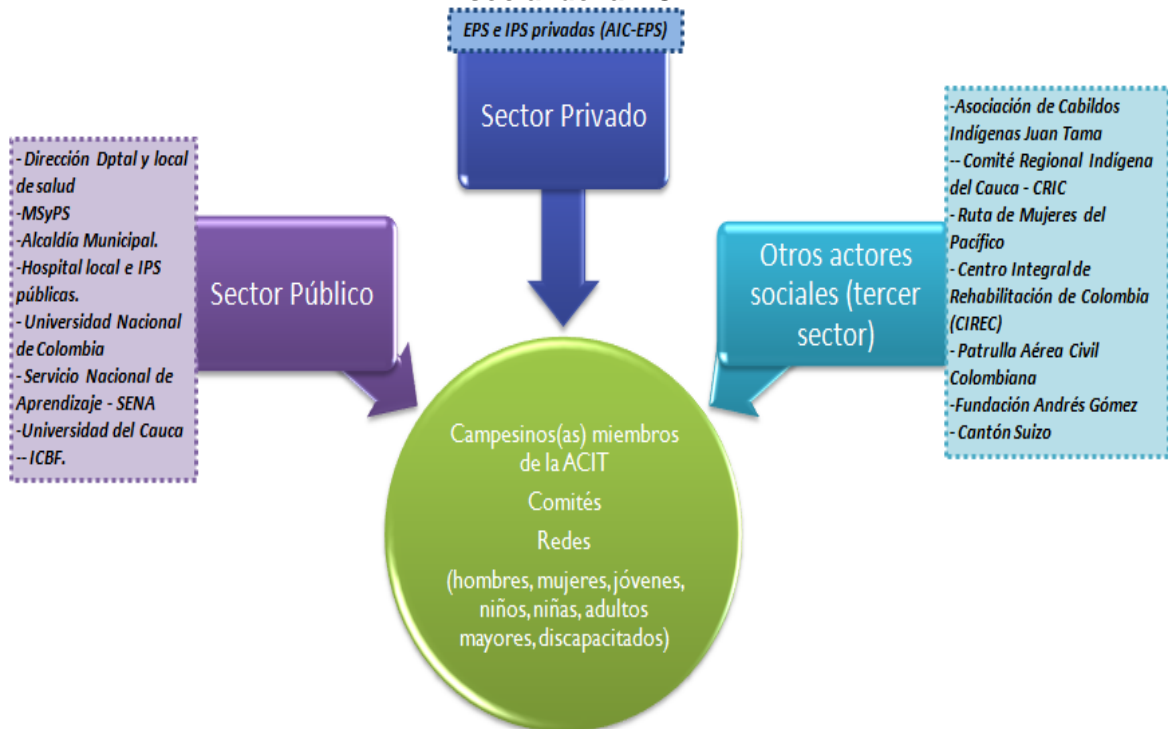 EPS e IPS privadas (AIC-EPS)
Sector Privado
- Dirección Dptal y local
de salud
-MSyPS
-Alcaldía Municipal.
-Hospital local e IPS
públicas.
- Universidad Nacional
de Colombia
- Servicio Nacional de
Aprendizaje - SENA
-Universidad del Cauca
-- ICBF.
Sector Público
Otros actores
sociales (tercer
sector)
-Asociación de Cabildos
Indígenas Juan Tama
-- Comité Regional Indígena
del Cauca - CRIC
- Ruta de Mujeres del
Pacífico
- Centro Integral de
Rehabilitación de Colombia
(CIREC)
- Patrulla Aérea Civil
Colombiana
-Fundación Andrés Gómez
- Cantón Suizo
Campesinos(as) miembros
de la ACIT
Comités
Redes
(hombres, mujeres, jóvenes,
niños, niñas, adultos
mayores, discapacitados)